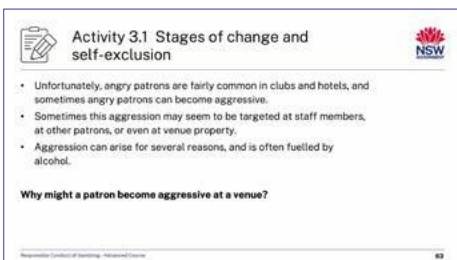 Activity 3.1 Stages of change and
self-exclusion
NSW
GOVERNMENT
• Unfortunately, angry patrons are fairly common in clubs and hotels, and
sometimes angry patrons can become aggressive.
• Sometimes this aggression may seem to be targeted at staff members,
at other patrons, or even at venue property.
• Aggression can arise for several reasons, and is often fuelled by
alcohol.
Why might a patron become aggressive at a venue?
Responsible Conduct of Gambling - Advanced Course
63